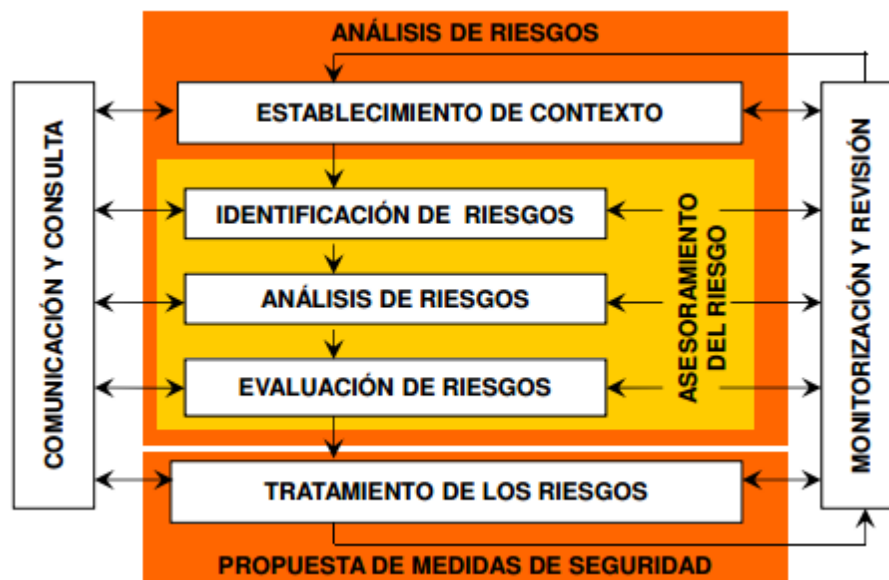 ANÁLISIS DE RIESGOS
ESTABLECIMIENTO DE CONTEXTO
IDENTIFICACIÓN DE RIESGOS
ANÁLISIS DE RIESGOS
EVALUACIÓN DE RIESGOS
ASESORAMIENTO
DEL RIESGO
TRATAMIENTO DE LOS RIESGOS
PROPUESTA DE MEDIDAS DE SEGURIDAD
COMUNICACIÓN Y CONSULTA
MONITORIZACIÓN Y REVISIÓN